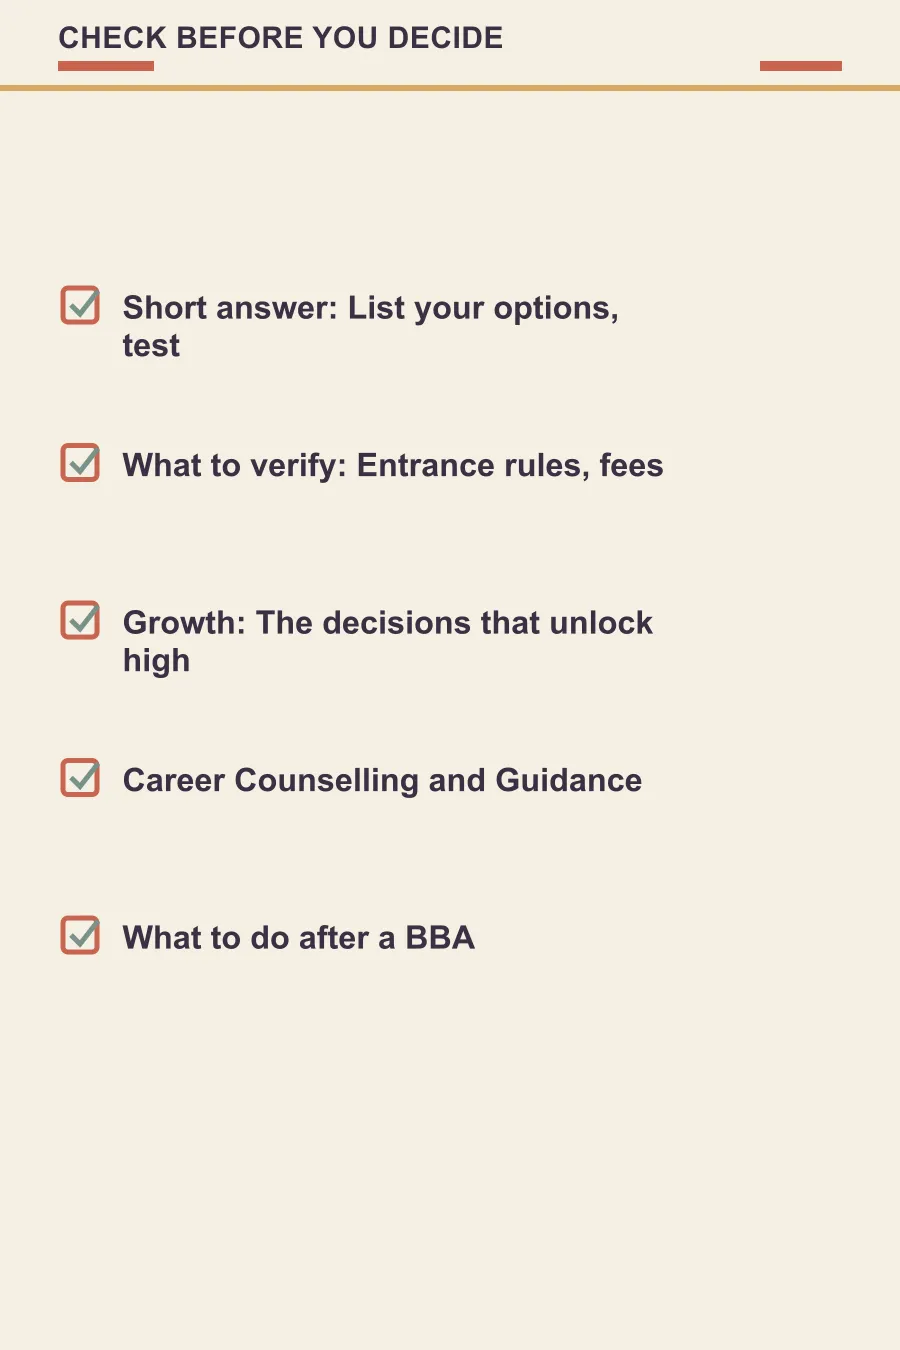 CHECK BEFORE YOU DECIDE
Short answer: List your options,
test
What to verify: Entrance rules, fees
Growth: The decisions that unlock
high
Career Counselling and Guidance
What to do after a BBA